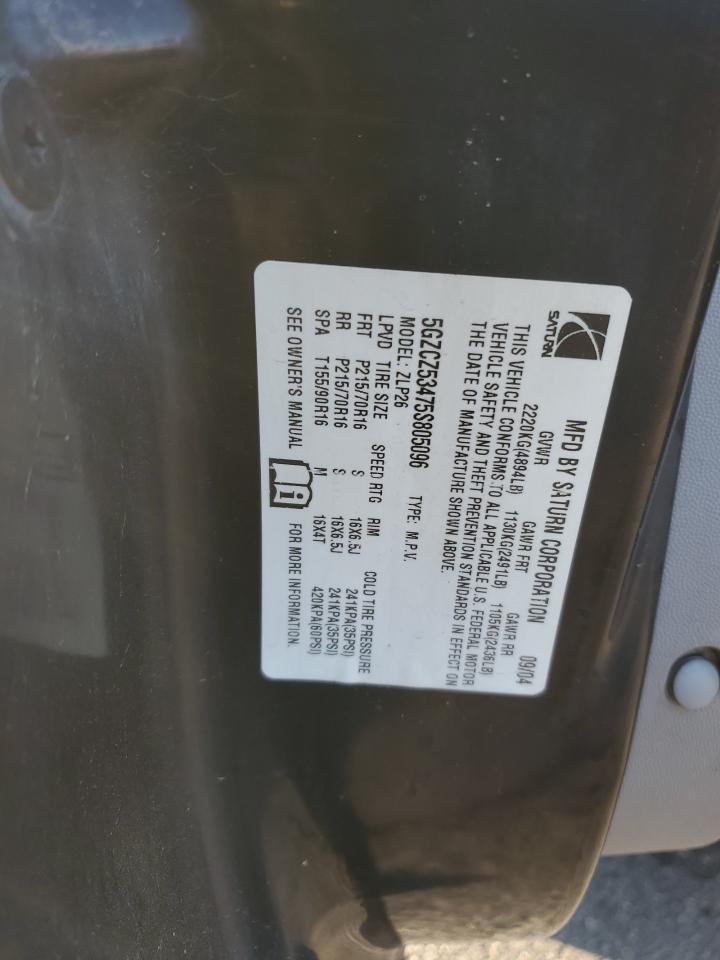 SATURN
MFD BY SATURN CORPORATION 09/04
GVWR GAWR FRT GAWR RR
2220KG(4894LB) 1130KG(2491LB) 1105KG(2436LB)
THIS VEHICLE CONFORMS TO ALL APPLICABLE U.S. FEDERAL MOTOR
VEHICLE SAFETY AND THEFT PREVENTION STANDARDS IN EFFECT ON
THE DATE OF MANUFACTURE SHOWN ABOVE.
5GZCZ53475S805096 TYPE: M.P.V.
MODEL: ZLP26
LPVD TIRE SIZE SPEED RTG RIM COLD TIRE PRESSURE
FRT P215/70R16 S 16X6.5J 241KPA(35PSI)
RR P215/70R16 S 16X6.5J 241KPA(35PSI)
SPA T155/90R16 M 16X4T 420KPA(60PSI)
SEE OWNER'S MANUAL i FOR MORE INFORMATION.